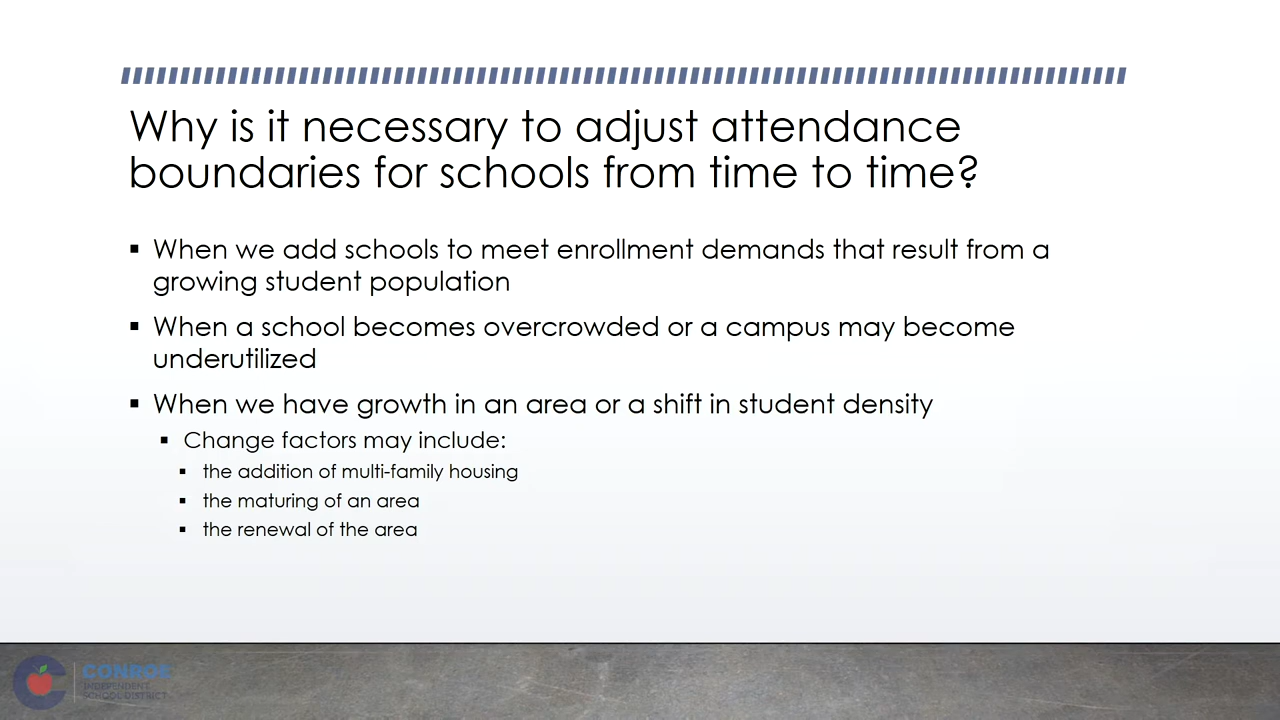 Why is it necessary to adjust attendance
boundaries for schools from time to time?
▪ When we add schools to meet enrollment demands that result from a
growing student population
▪ When a school becomes overcrowded or a campus may become
underutilized
▪ When we have growth in an area or a shift in student density
▪ Change factors may include:
▪ the addition of multi-family housing
▪ the maturing of an area
▪ the renewal of the area
CONROE
INDEPENDENT
SCHOOL DISTRICT